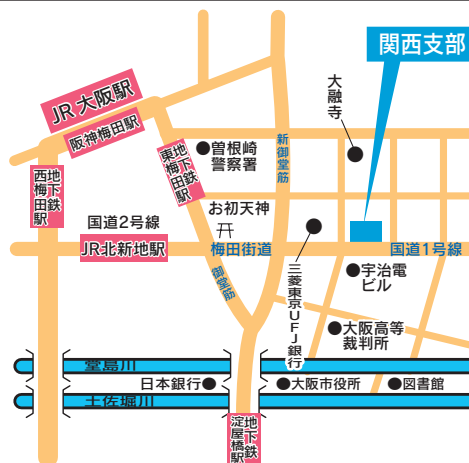 関西支部
JR 大阪駅
阪神梅田駅
大融寺
新御堂筋
曽根崎
警察署
地下鉄
東梅田駅
地下鉄
西梅田駅
お初天神
国道2号線
JR北新地駅
梅田街道
国道1号線
御堂筋
三菱東京UFJ銀行
宇治電
ビル
大阪高等
裁判所
堂島川
日本銀行
大阪市役所
図書館
土佐堀川
地下鉄
淀屋橋駅